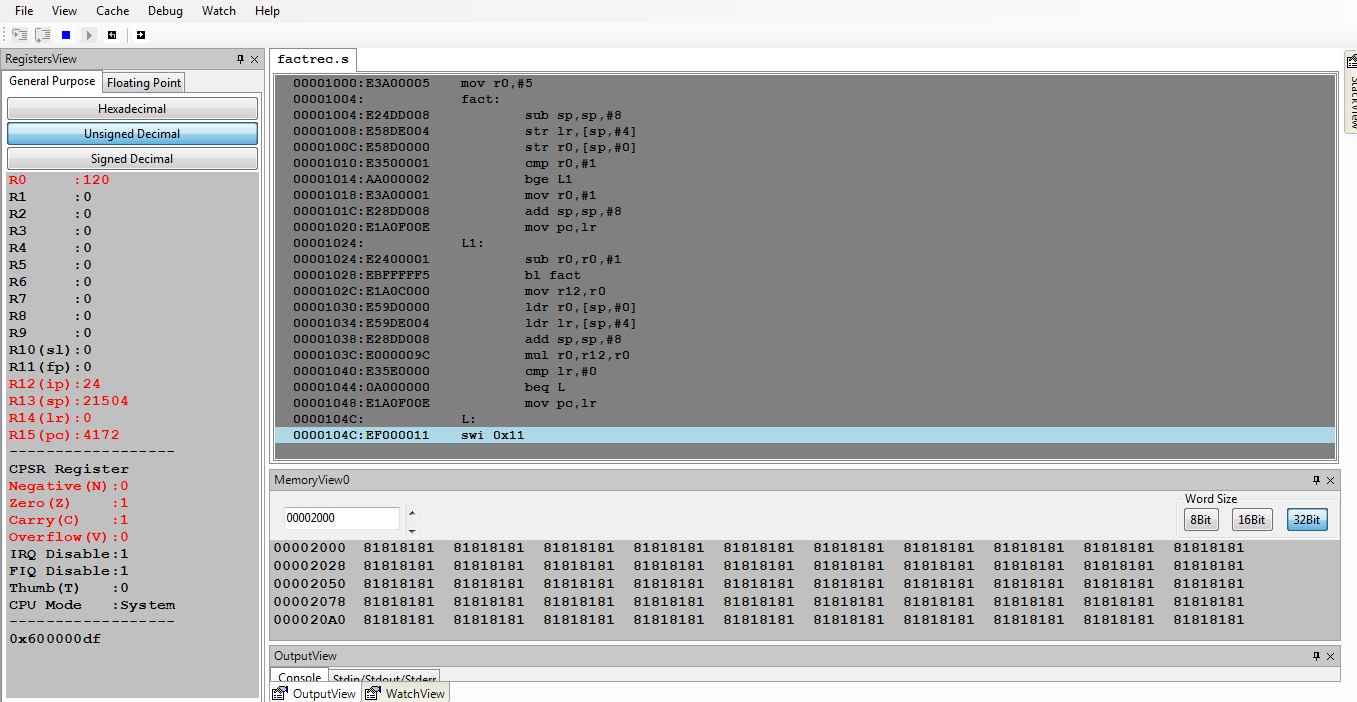 File View Cache Debug Watch Help
RegistersView
General Purpose Floating Point
Hexadecimal
Unsigned Decimal
Signed Decimal
R0 :120
R1 :0
R2 :0
R3 :0
R4 :0
R5 :0
R6 :0
R7 :0
R8 :0
R9 :0
R10(sl):0
R11(fp):0
R12(ip):24
R13(sp):21504
R14(lr):0
R15(pc):4172
------------------
CPSR Register
Negative(N):0
Zero(Z) :1
Carry(C) :1
Overflow(V):0
IRQ Disable:1
FIQ Disable:1
Thumb(T) :0
CPU Mode :System
------------------
0x600000df
factrec.s
00001000:E3A00005 mov r0,#5
00001004: fact:
00001004:E24DD008 sub sp,sp,#8
00001008:E58DE004 str lr,[sp,#4]
0000100C:E58D0000 str r0,[sp,#0]
00001010:E3500001 cmp r0,#1
00001014:AA000002 bge L1
00001018:E3A00001 mov r0,#1
0000101C:E28DD008 add sp,sp,#8
00001020:E1A0F00E mov pc,lr
00001024: L1:
00001024:E2400001 sub r0,r0,#1
00001028:EBFFFFF5 bl fact
0000102C:E1A0C000 mov r12,r0
00001030:E59D0000 ldr r0,[sp,#0]
00001034:E59DE004 ldr lr,[sp,#4]
00001038:E28DD008 add sp,sp,#8
0000103C:E000009C mul r0,r12,r0
00001040:E35E0000 cmp lr,#0
00001044:0A000000 beq L
00001048:E1A0F00E mov pc,lr
0000104C: L:
0000104C:EF000011 swi 0x11
StackView
MemoryView0
00002000
Word Size
8Bit 16Bit 32Bit
00002000 81818181 81818181 81818181 81818181 81818181 81818181 81818181 81818181 81818181 81818181
00002028 81818181 81818181 81818181 81818181 81818181 81818181 81818181 81818181 81818181 81818181
00002050 81818181 81818181 81818181 81818181 81818181 81818181 81818181 81818181 81818181 81818181
00002078 81818181 81818181 81818181 81818181 81818181 81818181 81818181 81818181 81818181 81818181
000020A0 81818181 81818181 81818181 81818181 81818181 81818181 81818181 81818181 81818181 81818181
OutputView
Console Stdin/Stdout/Stderr
OutputView WatchView